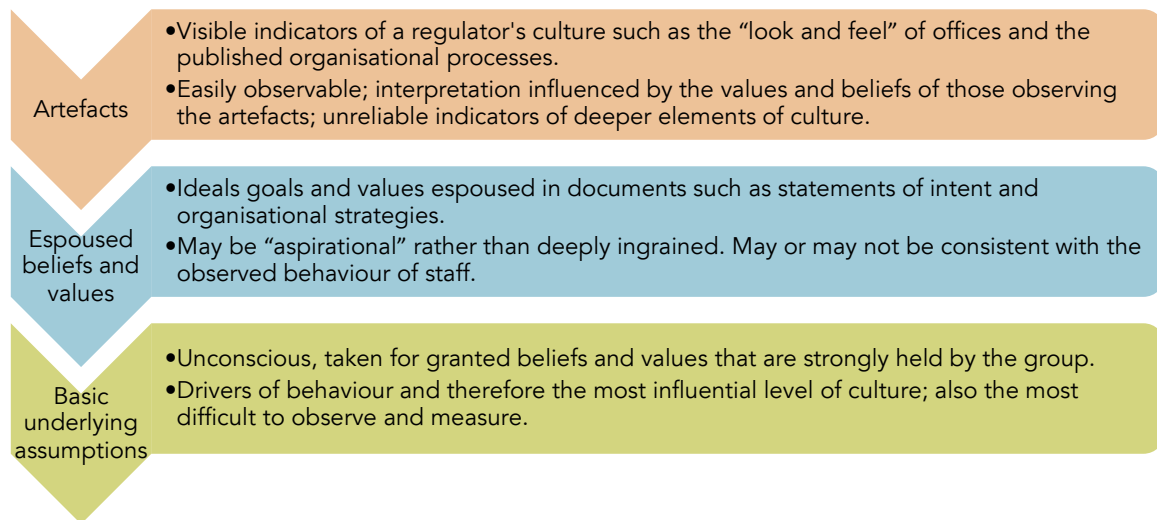 Artefacts
•Visible indicators of a regulator's culture such as the “look and feel” of offices and the
published organisational processes.
•Easily observable; interpretation influenced by the values and beliefs of those observing
the artefacts; unreliable indicators of deeper elements of culture.
Espoused
beliefs and
values
•Ideals goals and values espoused in documents such as statements of intent and
organisational strategies.
•May be “aspirational” rather than deeply ingrained. May or may not be consistent with the
observed behaviour of staff.
Basic
underlying
assumptions
•Unconscious, taken for granted beliefs and values that are strongly held by the group.
•Drivers of behaviour and therefore the most influential level of culture; also the most
difficult to observe and measure.